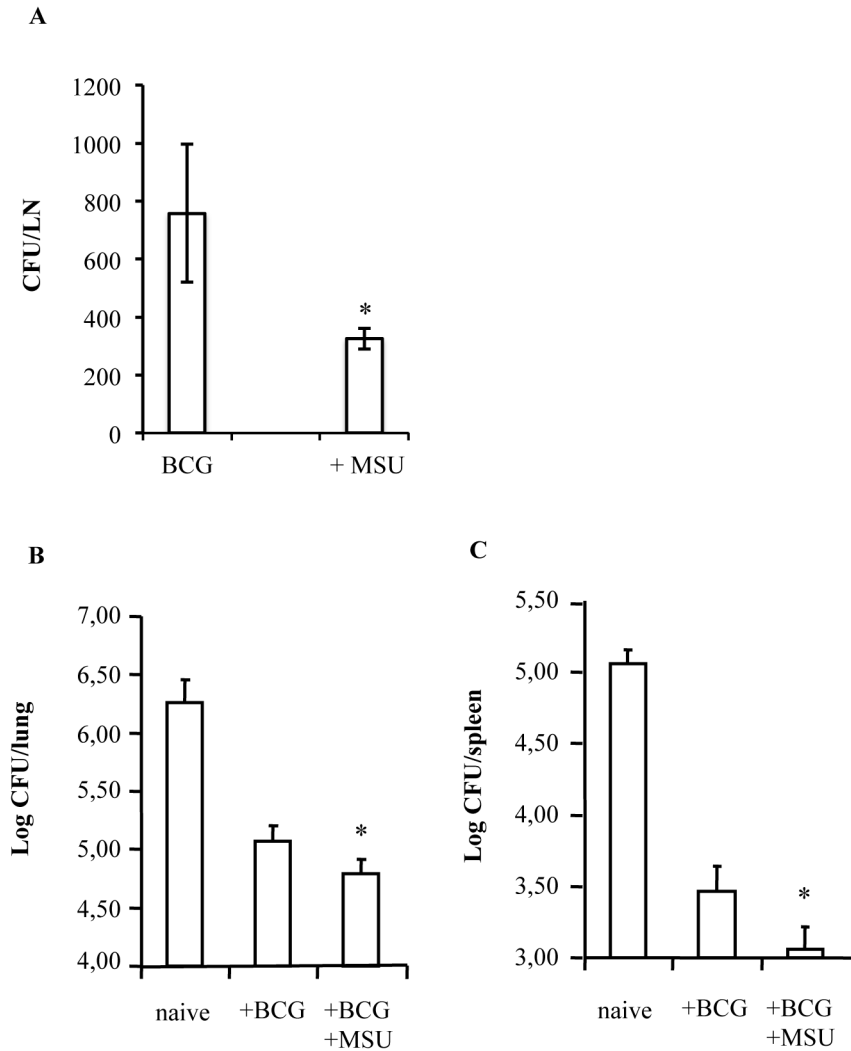 A
CFU/LN
1200
1000
800
600
400
200
0
*
BCG
+ MSU
B
Log CFU/lung
7,00
6,50
6,00
5,50
5,00
4,50
4,00
*
naive
+BCG
+BCG
+MSU
C
Log CFU/spleen
5,50
5,00
4,50
4,00
3,50
3,00
*
naive
+BCG
+BCG
+MSU